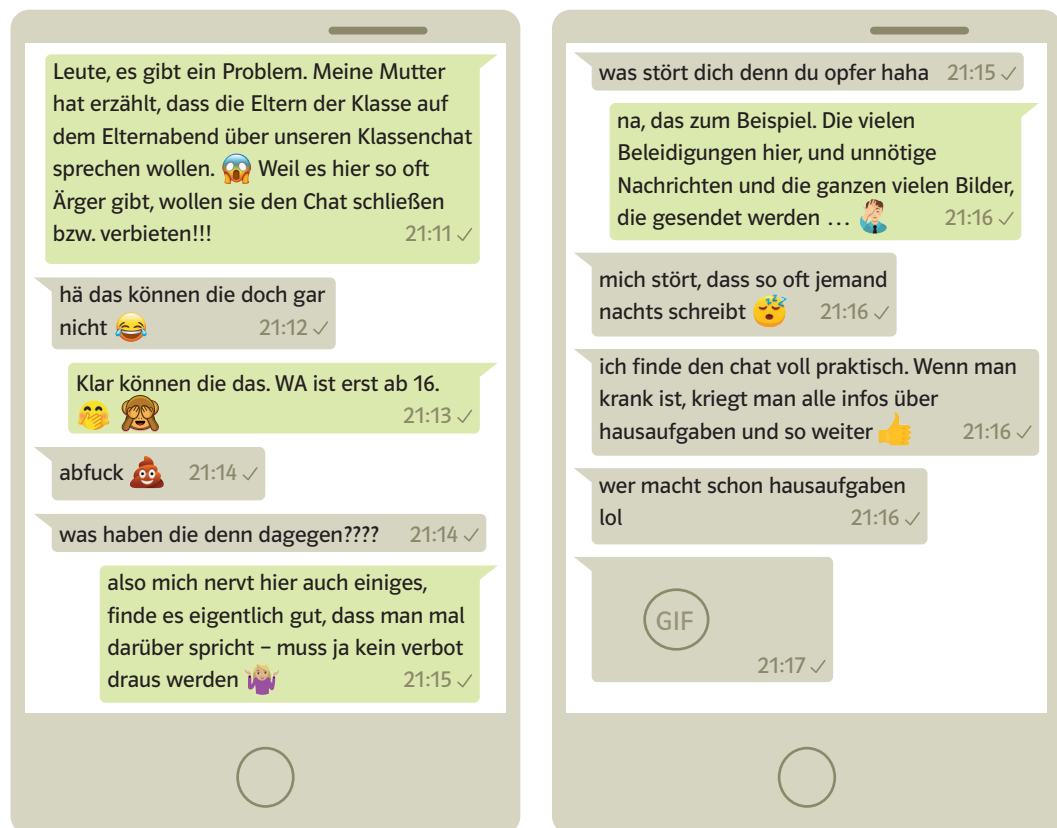 Leute, es gibt ein Problem. Meine Mutter
hat erzählt, dass die Eltern der Klasse auf
dem Elternabend über unseren Klassenchat
sprechen wollen. 😱 Weil es hier so oft
Ärger gibt, wollen sie den Chat schließen
bzw. verbieten!!! 21:11 ✓
hä das können die doch gar
nicht 😂 21:12 ✓
Klar können die das. WA ist erst ab 16.
🤭 🙈 21:13 ✓
abfuck 💩 21:14 ✓
was haben die denn dagegen???? 21:14 ✓
also mich nervt hier auch einiges,
finde es eigentlich gut, dass man mal
darüber spricht – muss ja kein verbot
draus werden 🤷🏼‍♀️ 21:15 ✓
was stört dich denn du opfer haha 21:15 ✓
na, das zum Beispiel. Die vielen
Beleidigungen hier, und unnötige
Nachrichten und die ganzen vielen Bilder,
die gesendet werden … 🤦🏻‍♂️ 21:16 ✓
mich stört, dass so oft jemand
nachts schreibt 😴 21:16 ✓
ich finde den chat voll praktisch. Wenn man
krank ist, kriegt man alle infos über
hausaufgaben und so weiter 👍 21:16 ✓
wer macht schon hausaufgaben
lol 21:16 ✓
GIF
21:17 ✓